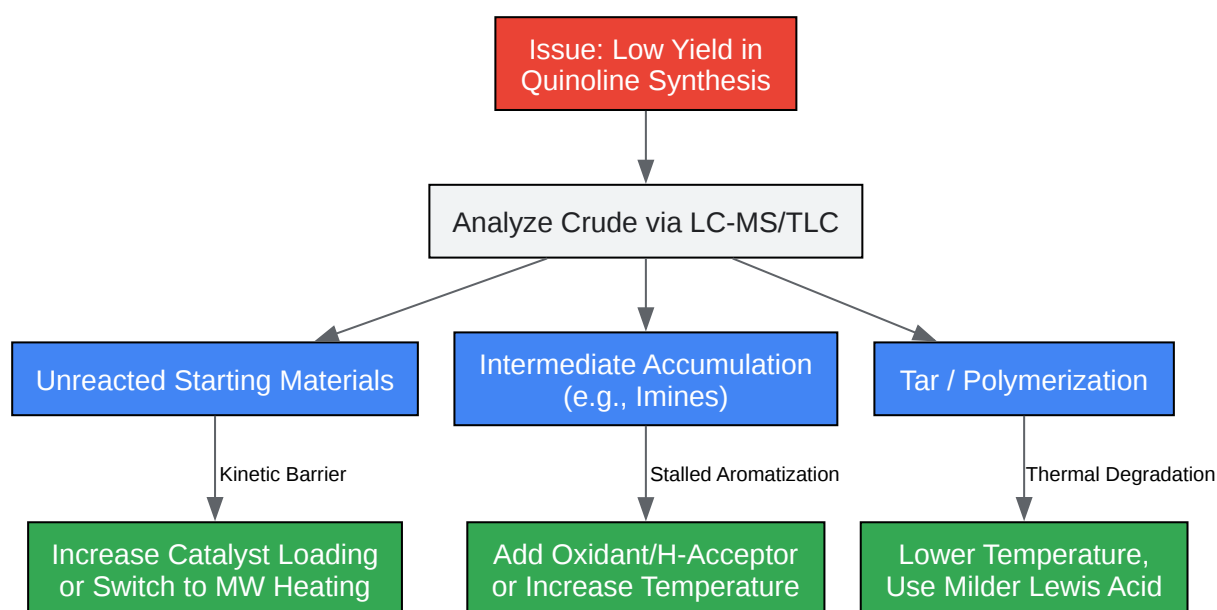 Issue: Low Yield in
Quinoline Synthesis
Analyze Crude via LC-MS/TLC
Unreacted Starting Materials
Intermediate Accumulation
(e.g., Imines)
Tar / Polymerization
Kinetic Barrier
Stalled Aromatization
Thermal Degradation
Increase Catalyst Loading
or Switch to MW Heating
Add Oxidant/H-Acceptor
or Increase Temperature
Lower Temperature,
Use Milder Lewis Acid